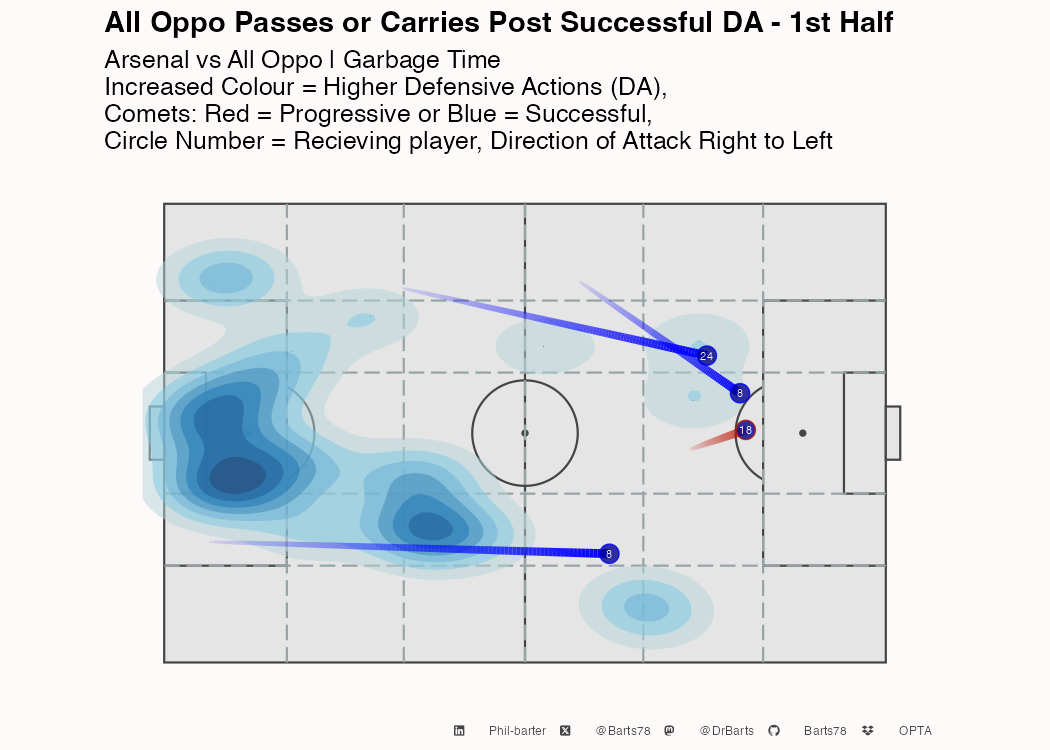 All Oppo Passes or Carries Post Successful DA - 1st Half
Arsenal vs All Oppo | Garbage Time
Increased Colour = Higher Defensive Actions (DA),
Comets: Red = Progressive or Blue = Successful,
Circle Number = Recieving player, Direction of Attack Right to Left
24
8
18
8
Phil-barter @Barts78 @DrBarts Barts78 OPTA